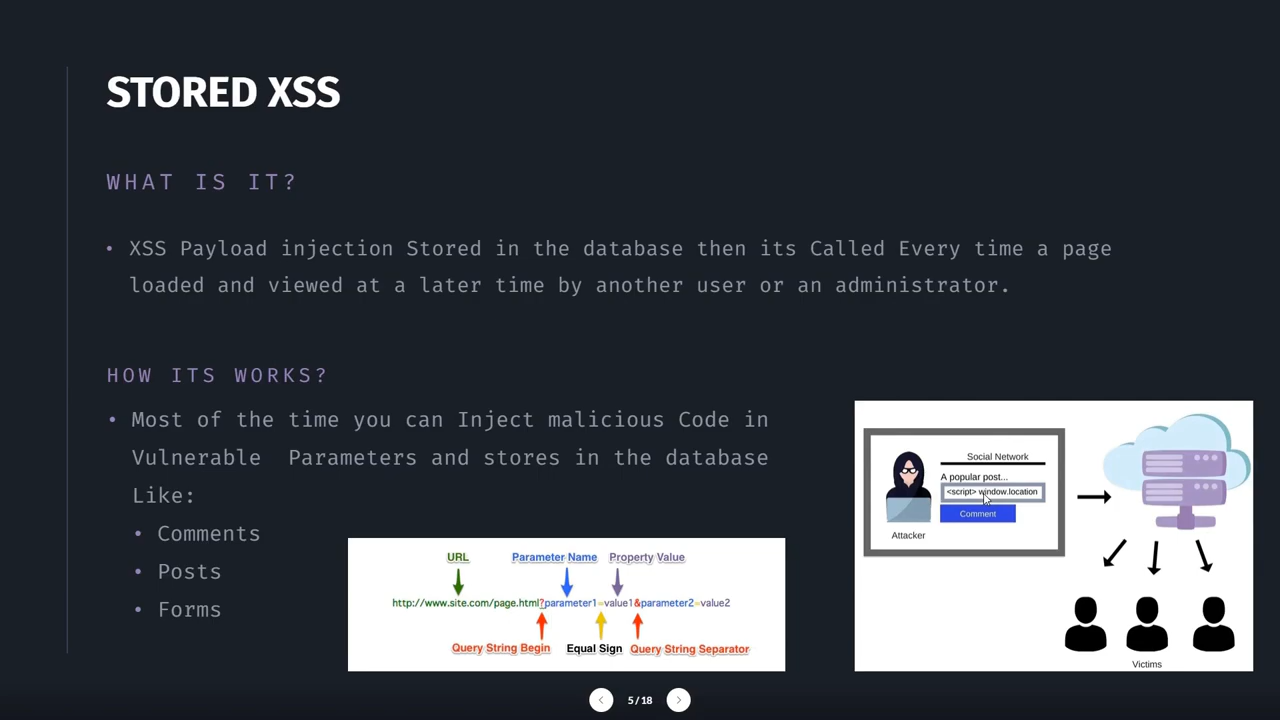 STORED XSS
WHAT IS IT?
• XSS Payload injection Stored in the database then its Called Every time a page
loaded and viewed at a later time by another user or an administrator.
HOW ITS WORKS?
• Most of the time you can Inject malicious Code in
Vulnerable Parameters and stores in the database
Like:
• Comments
• Posts
• Forms
URL Parameter Name Property Value
http://www.site.com/page.html?parameter1=value1&parameter2=value2
Query String Begin Equal Sign Query String Separator
Social Network
A popular post...
<script> window.location
Comment
Attacker
Victims
5 / 18